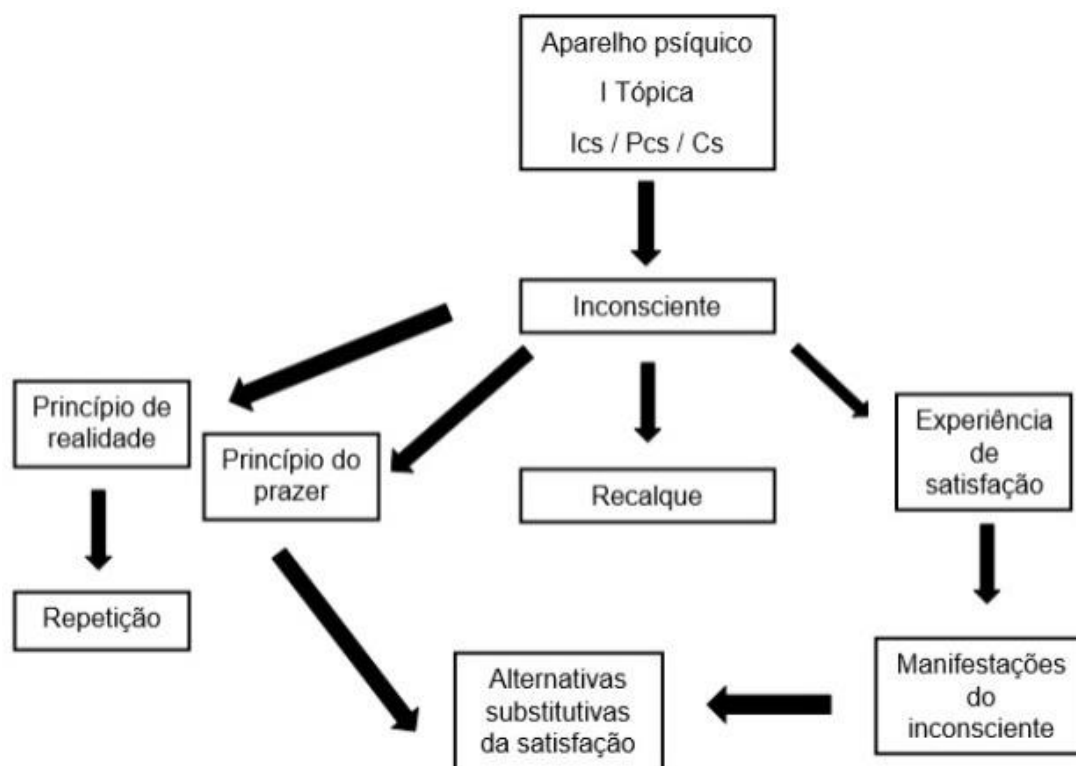 Aparelho psíquico
I Tópica
Ics / Pcs / Cs
Inconsciente
Princípio de
realidade
Princípio do
prazer
Recalque
Experiência
de
satisfação
Repetição
Alternativas
substitutivas
da satisfação
Manifestações
do
inconsciente